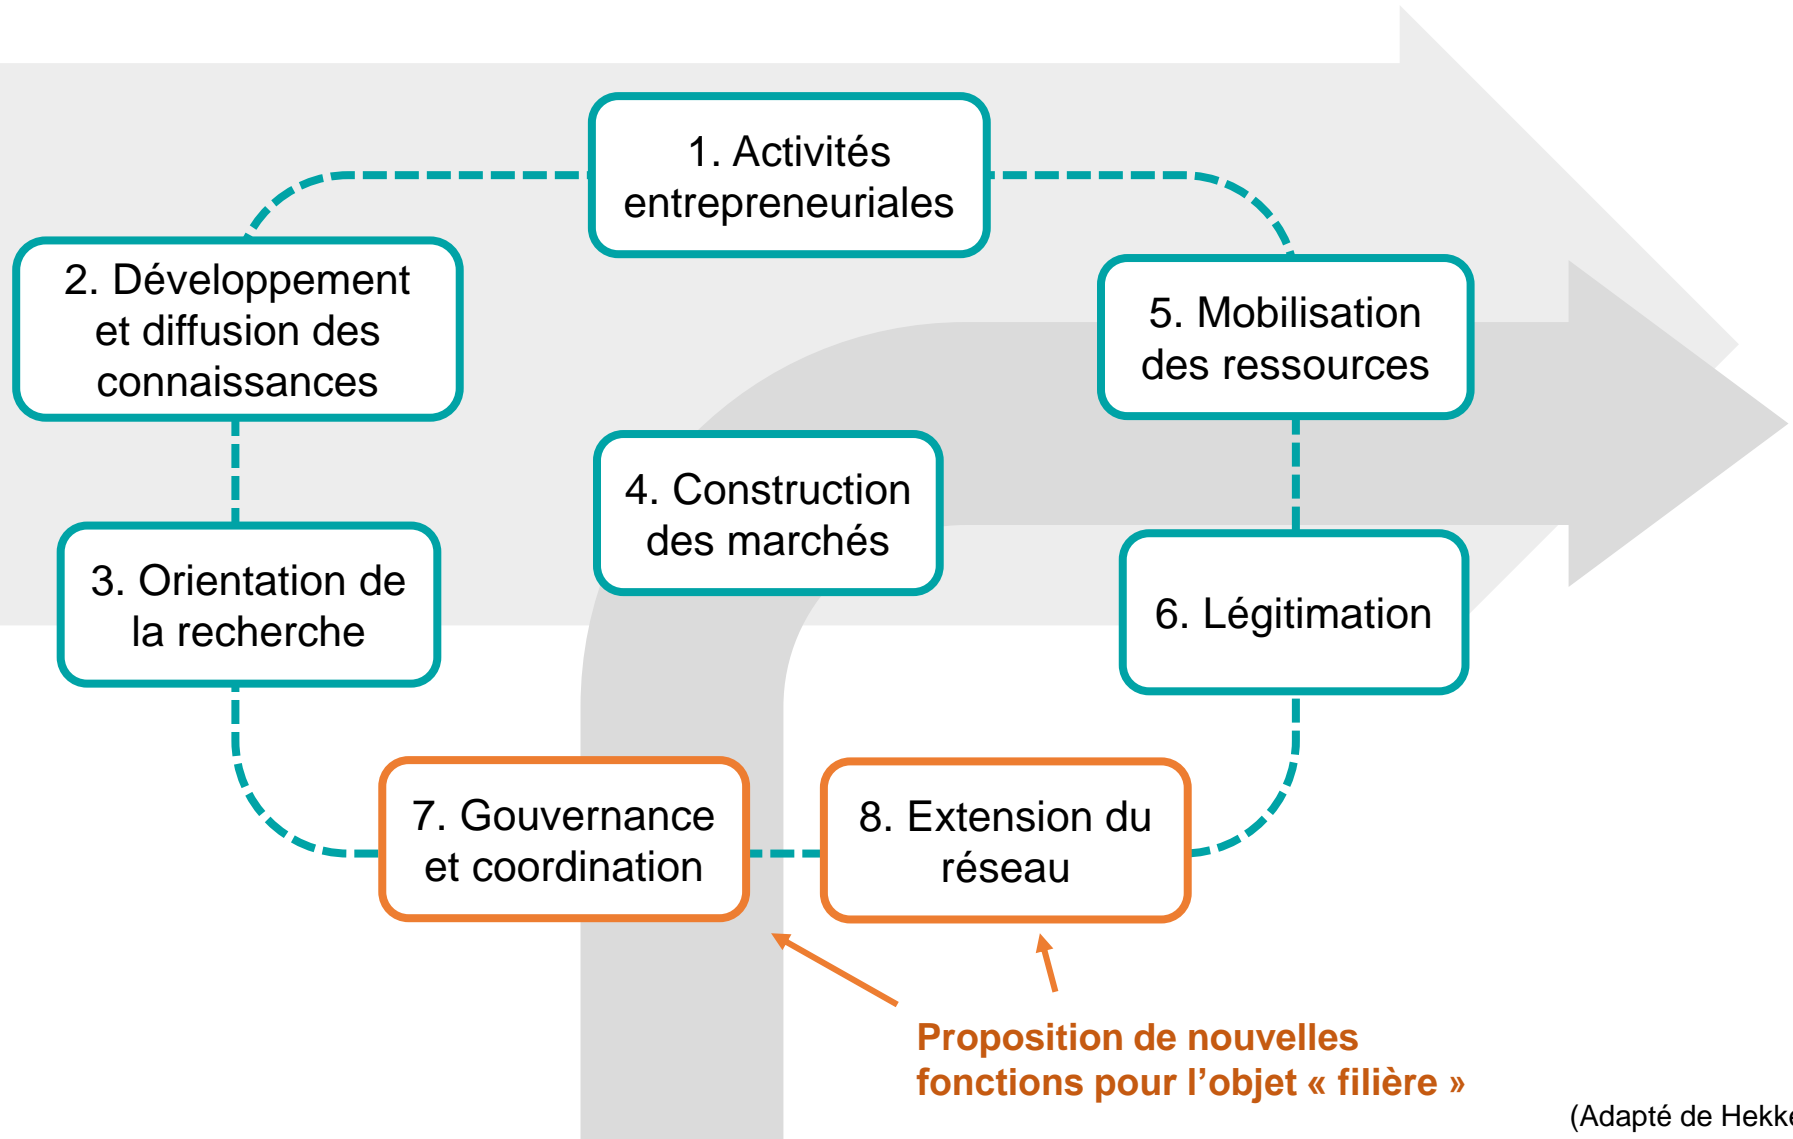 1. Activités
entrepreneuriales
2. Développement
et diffusion des
connaissances
5. Mobilisation
des ressources
4. Construction
des marchés
3. Orientation de
la recherche
6. Légitimation
7. Gouvernance
et coordination
8. Extension du
réseau
Proposition de nouvelles
fonctions pour l’objet « filière »
(Adapté de Hekke